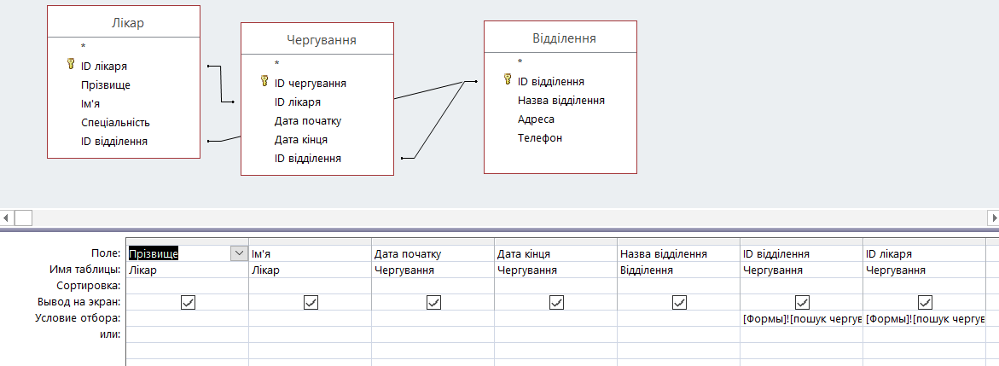 Лікар
*
ID лікаря
Прізвище
Ім'я
Спеціальність
ID відділення
Чергування
*
ID чергування
ID лікаря
Дата початку
Дата кінця
ID відділення
Відділення
*
ID відділення
Назва відділення
Адреса
Телефон
Поле: Прізвище Ім'я Дата початку Дата кінця Назва відділення ID відділення ID лікаря
Имя таблицы: Лікар Лікар Чергування Чергування Відділення Чергування Чергування
Сортировка:
Вывод на экран:
Условие отбора: [Формы]![пошук чергув [Формы]![пошук чергув
или: